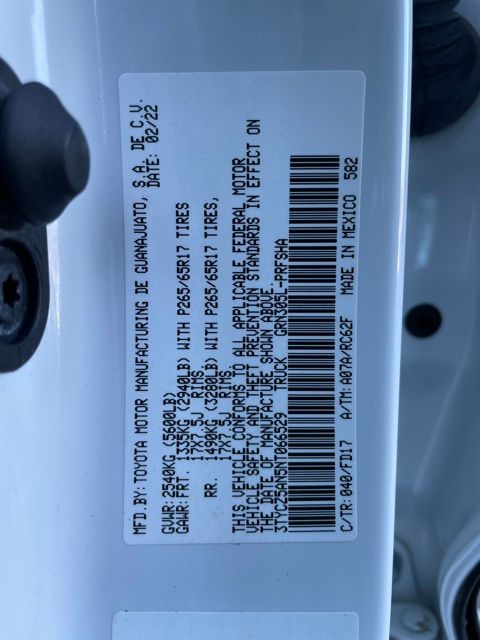 MFD.BY:TOYOTA MOTOR MANUFACTURING DE GUANAJUATO, S.A. DE C.V.
DATE: 02/22
GVWR:2540KG(5600LB)
GAWR:FRT. 1335KG (2940LB) WITH P265/65R17 TIRES
17X7.5J RIMS,
RR. 1490KG (3280LB) WITH P265/65R17 TIRES,
17X7.5J RIMS
THIS VEHICLE CONFORMS TO ALL APPLICABLE FEDERAL MOTOR
VEHICLE SAFETY AND THEFT PREVENTION STANDARDS IN EFFECT ON
THE DATE OF MANUFACTURE SHOWN ABOVE.
3TYCZ5AN5NT066529 TRUCK GRN305L-PRFSHA
C/TR:040/FD17 A/TM:A07A/RC62F MADE IN MEXICO 582